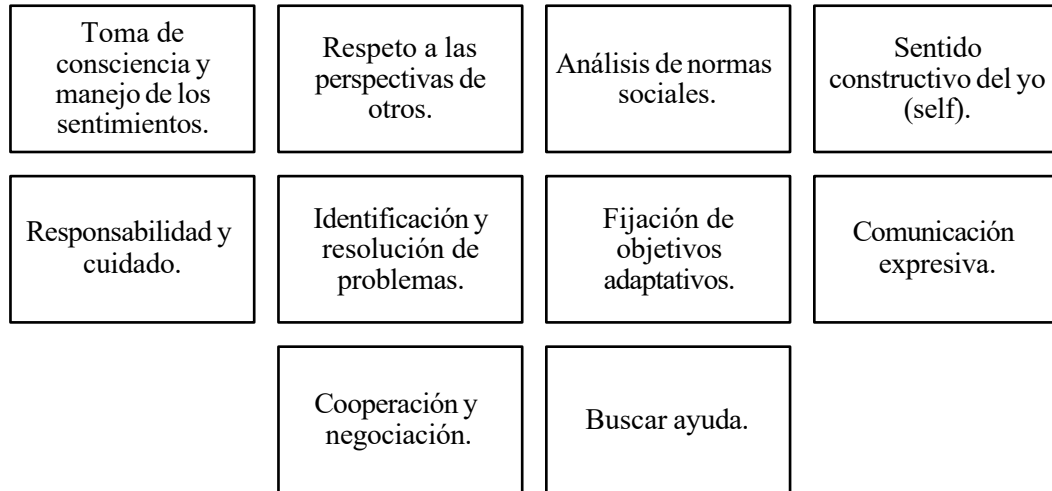 Toma de
consciencia y
manejo de los
sentimientos.
Respeto a las
perspectivas de
otros.
Análisis de normas
sociales.
Sentido
constructivo del yo
(self).
Responsabilidad y
cuidado.
Identificación y
resolución de
problemas.
Fijación de
objetivos
adaptativos.
Comunicación
expresiva.
Cooperación y
negociación.
Buscar ayuda.